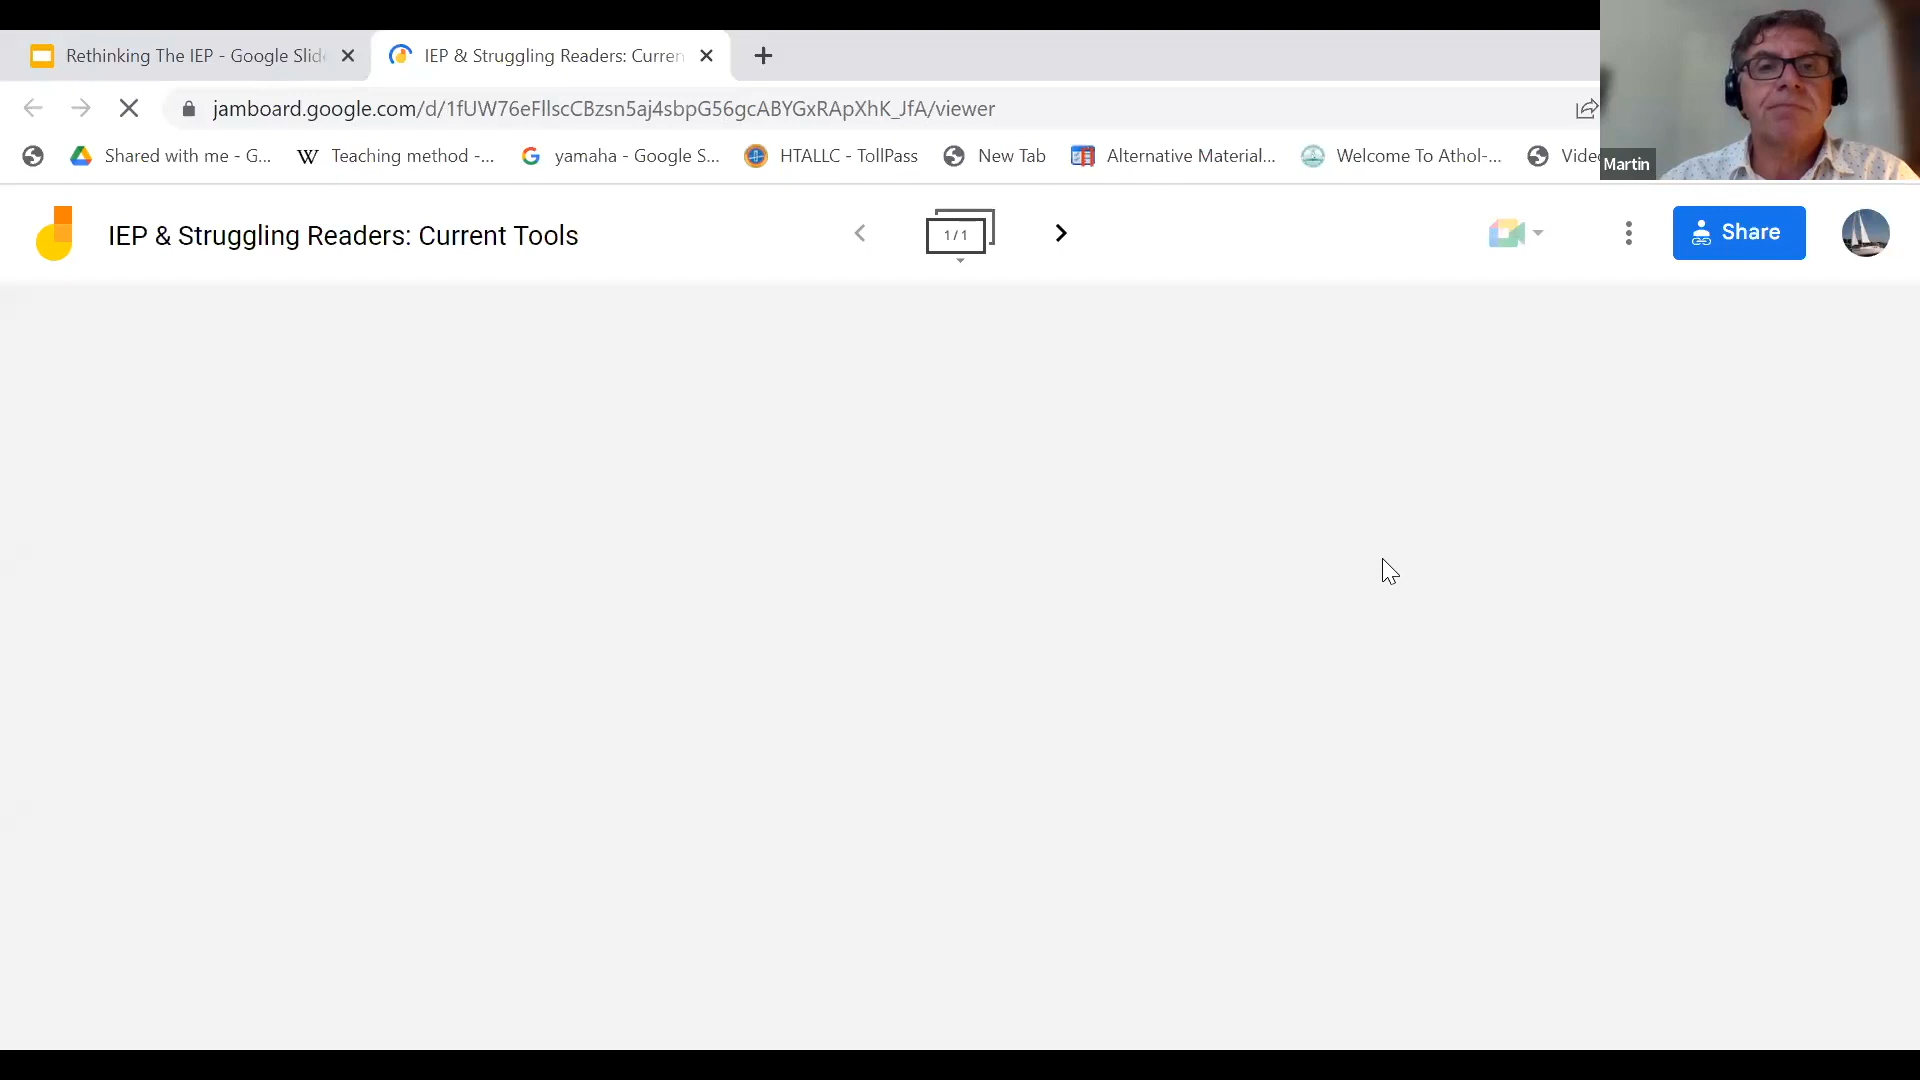 Rethinking The IEP - Google Slid
IEP & Struggling Readers: Curren
jamboard.google.com/d/1fUW76eFllscCBzsn5aj4sbpG56gcABYGxRApXhK_JfA/viewer
Shared with me - G... Teaching method -... yamaha - Google S... HTALLC - TollPass New Tab Alternative Material... Welcome To Athol-... Vide
Martin
IEP & Struggling Readers: Current Tools
1 / 1
Share